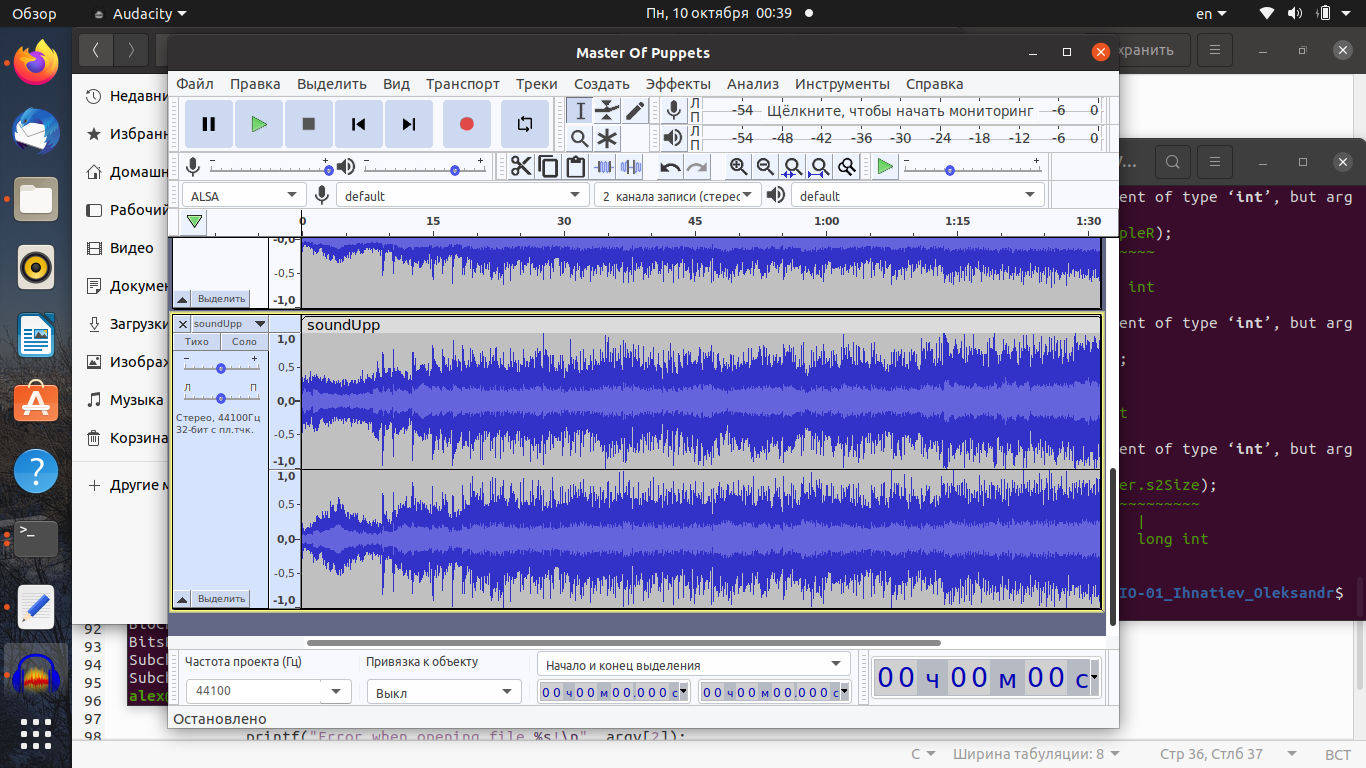 Обзор
Audacity
Пн, 10 октября 00:39
en
Master Of Puppets
хранить
Файл Правка Выделить Вид Транспорт Треки Создать Эффекты Анализ Инструменты Справка
Л
П
-54 Щёлкните, чтобы начать мониторинг -6 0
Л
П
-54 -48 -42 -36 -30 -24 -18 -12 -6 0
ALSA
default
2 канала записи (стерео
default
0 15 30 45 1:00 1:15 1:30
-0,0
-0,5
-1,0
Выделить
soundUpp
soundUpp
Тихо Соло
Л П
Стерео, 44100Гц
32-бит с пл.тчк.
Выделить
1,0
0,5
0,0
-0,5
-1,0
1,0
0,5
0,0
-0,5
-1,0
Частота проекта (Гц)
44100
Привязка к объекту
Выкл
Начало и конец выделения
00 ч 00 м 00.000 с
00 ч 00 м 00.000 с
00 ч 00 м 00 с
Остановлено
Недавни
Избранн
Домашн
Рабочий
Видео
Докумен
Загрузки
Изображ
Музыка
Корзина
Другие м
ent of type ‘int’, but arg
pleR);
~~~~
int
ent of type ‘int’, but arg
;
t
ent of type ‘int’, but arg
er.s2Size);
~~~~~~~~~
|
long int
IO-01_Ihnatiev_Oleksandr$
92
93
94
95
96
97
98
Bits
Subch
Subc
alex
printf("Error when opening file %s!\n", argv[2]);
C
Ширина табуляции: 8
Стр 36, Стлб 37
ВСТ